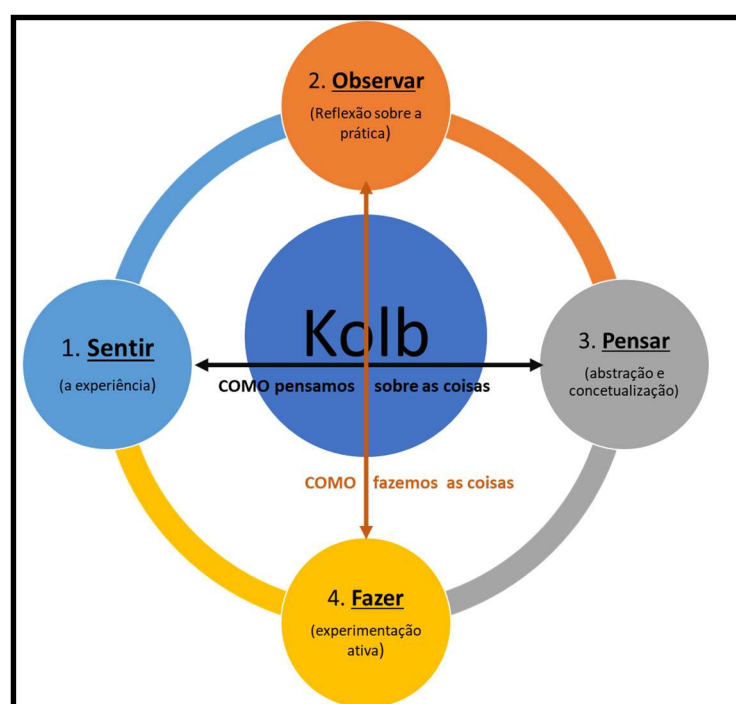 2. Observar
(Reflexão sobre a
prática)
Kolb
1. Sentir
(a experiência)
3. Pensar
(abstração e
concetualização)
COMO pensamos sobre as coisas
COMO fazemos as coisas
4. Fazer
(experimentação
ativa)